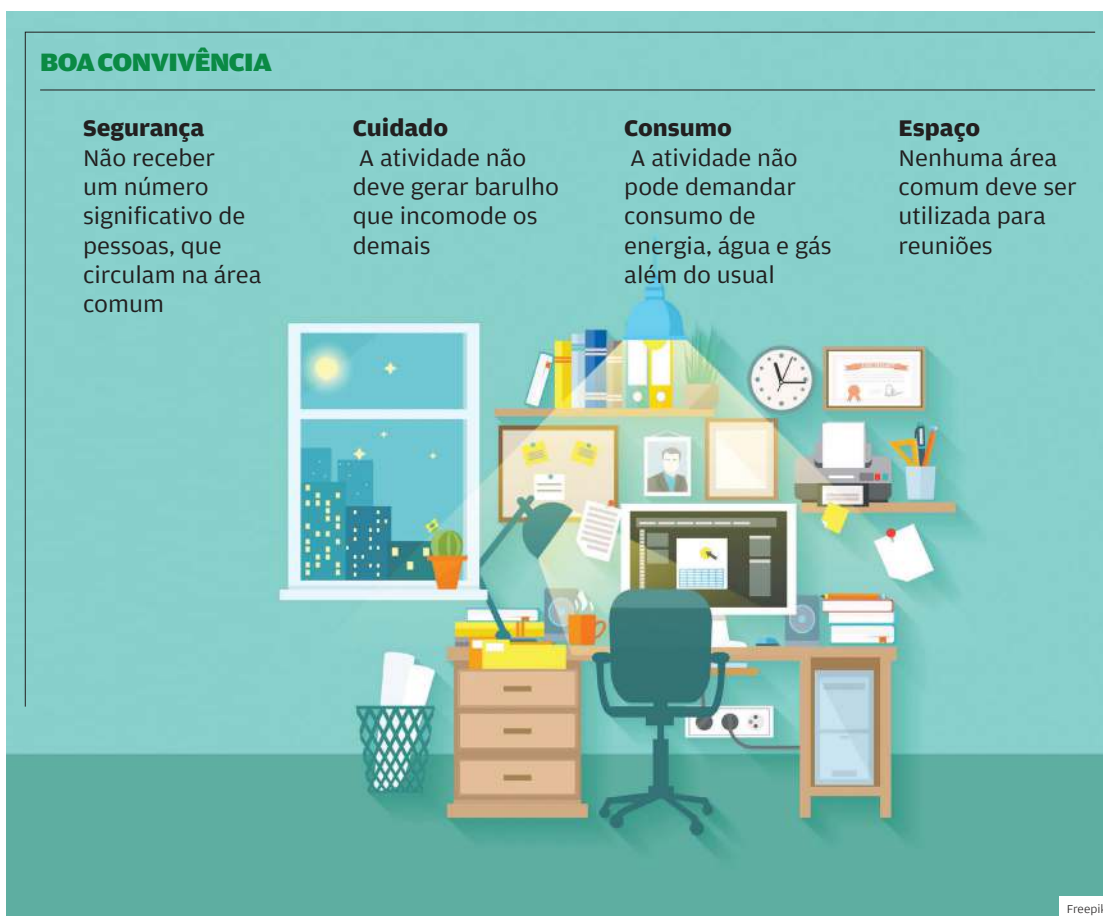 BOA CONVIVÊNCIA
Segurança
Não receber
um número
significativo de
pessoas, que
circulam na área
comum
Cuidado
A atividade não
deve gerar barulho
que incomode os
demais
Consumo
A atividade não
pode demandar
consumo de
energia, água e gás
além do usual
Espaço
Nenhuma área
comum deve ser
utilizada para
reuniões